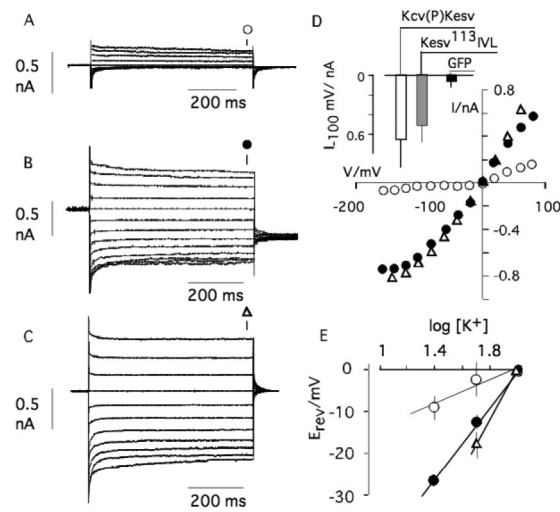 A
0.5
nA
200 ms
B
0.5
nA
200 ms
C
0.5
nA
200 ms
D
Kcv(P)Kesv
Kesv¹¹³IVL
GFP
I₋₁₀₀ mV/ nA
0
0.6
I/nA
0.8
0.4
V/mV
-200
-100
0
100
-0.4
-0.8
E
log [K⁺]
1
1.4
1.8
Eᵣₑᵥ/mV
0
-10
-20
-30